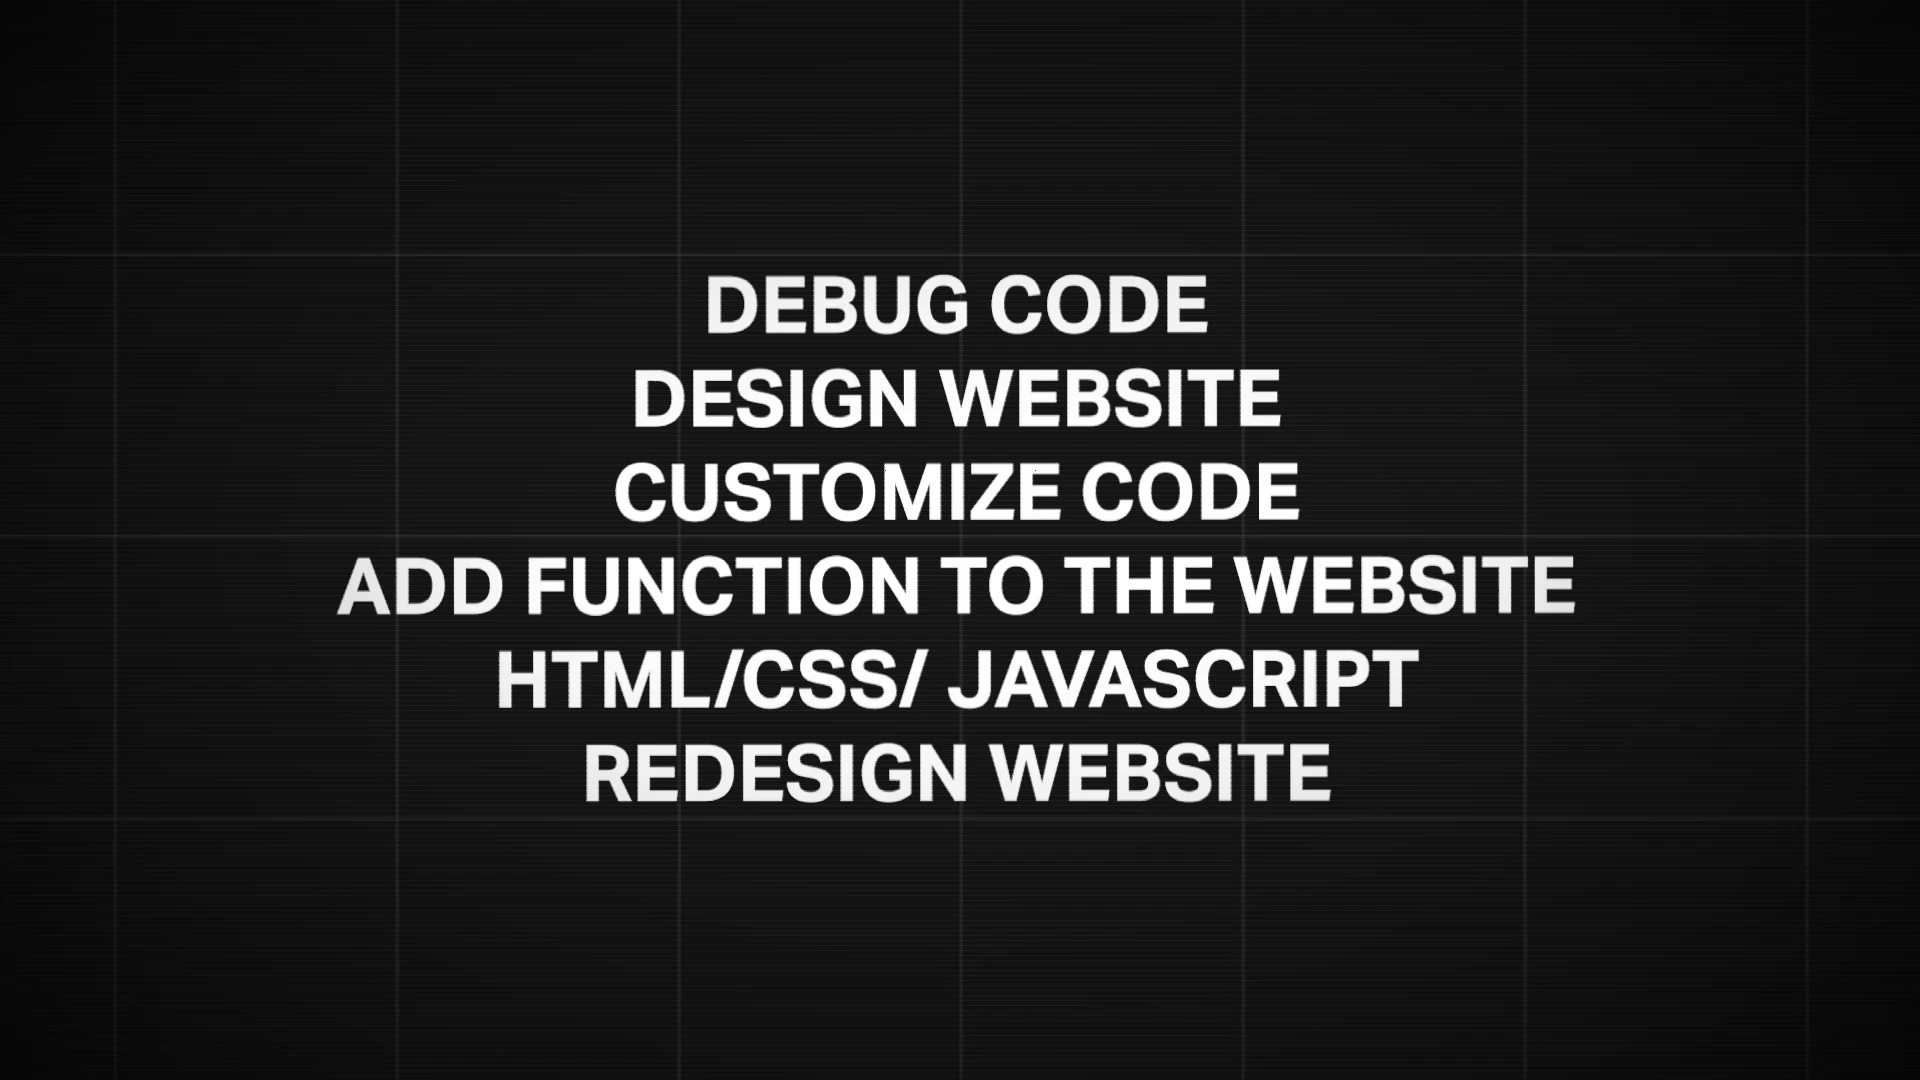 DEBUG CODE
DESIGN WEBSITE
CUSTOMIZE CODE
ADD FUNCTION TO THE WEBSITE
HTML/CSS/ JAVASCRIPT
REDESIGN WEBSITE